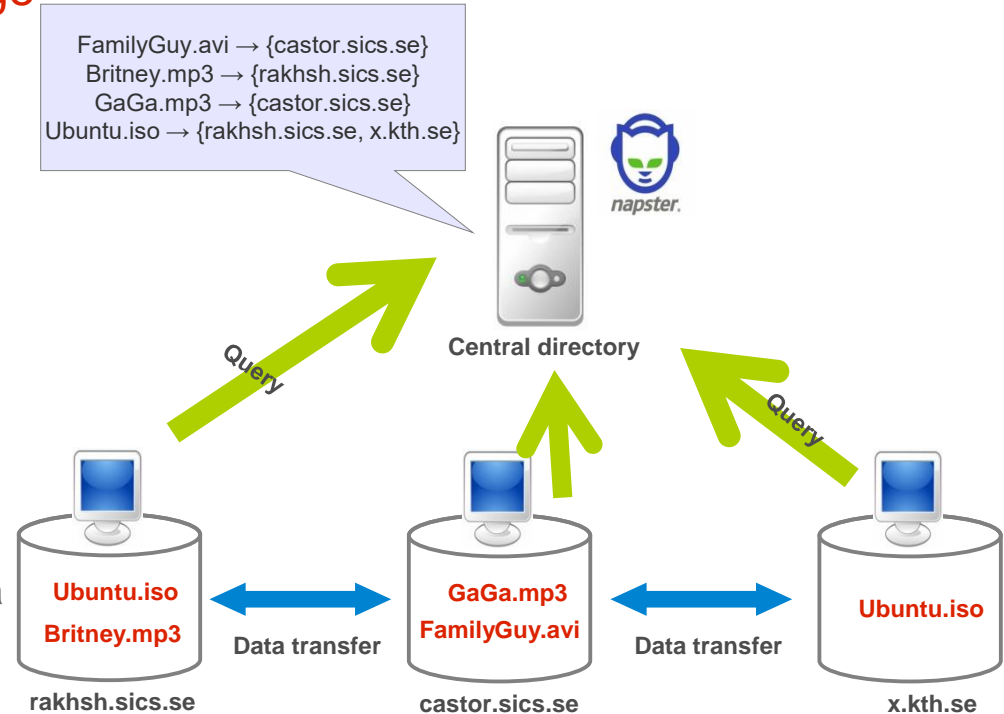 FamilyGuy.avi → {castor.sics.se}
Britney.mp3 → {rakhsh.sics.se}
GaGa.mp3 → {castor.sics.se}
Ubuntu.iso → {rakhsh.sics.se, x.kth.se}
napster.
Central directory
Query
Query
Ubuntu.iso
Britney.mp3
Data transfer
GaGa.mp3
FamilyGuy.avi
Data transfer
Ubuntu.iso
rakhsh.sics.se
castor.sics.se
x.kth.se